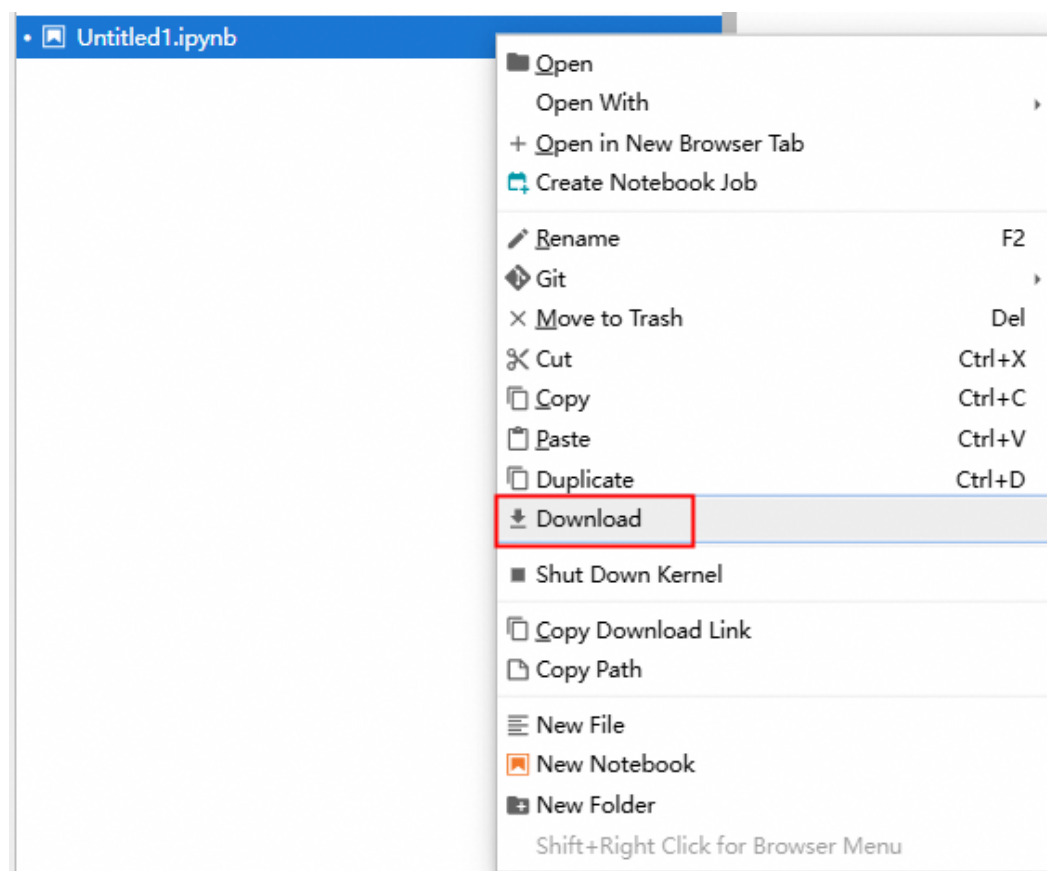 • Untitled1.ipynb
Open
Open With
+ Open in New Browser Tab
Create Notebook Job
Rename F2
Git
Move to Trash Del
Cut Ctrl+X
Copy Ctrl+C
Paste Ctrl+V
Duplicate Ctrl+D
Download
Shut Down Kernel
Copy Download Link
Copy Path
New File
New Notebook
New Folder
Shift+Right Click for Browser Menu